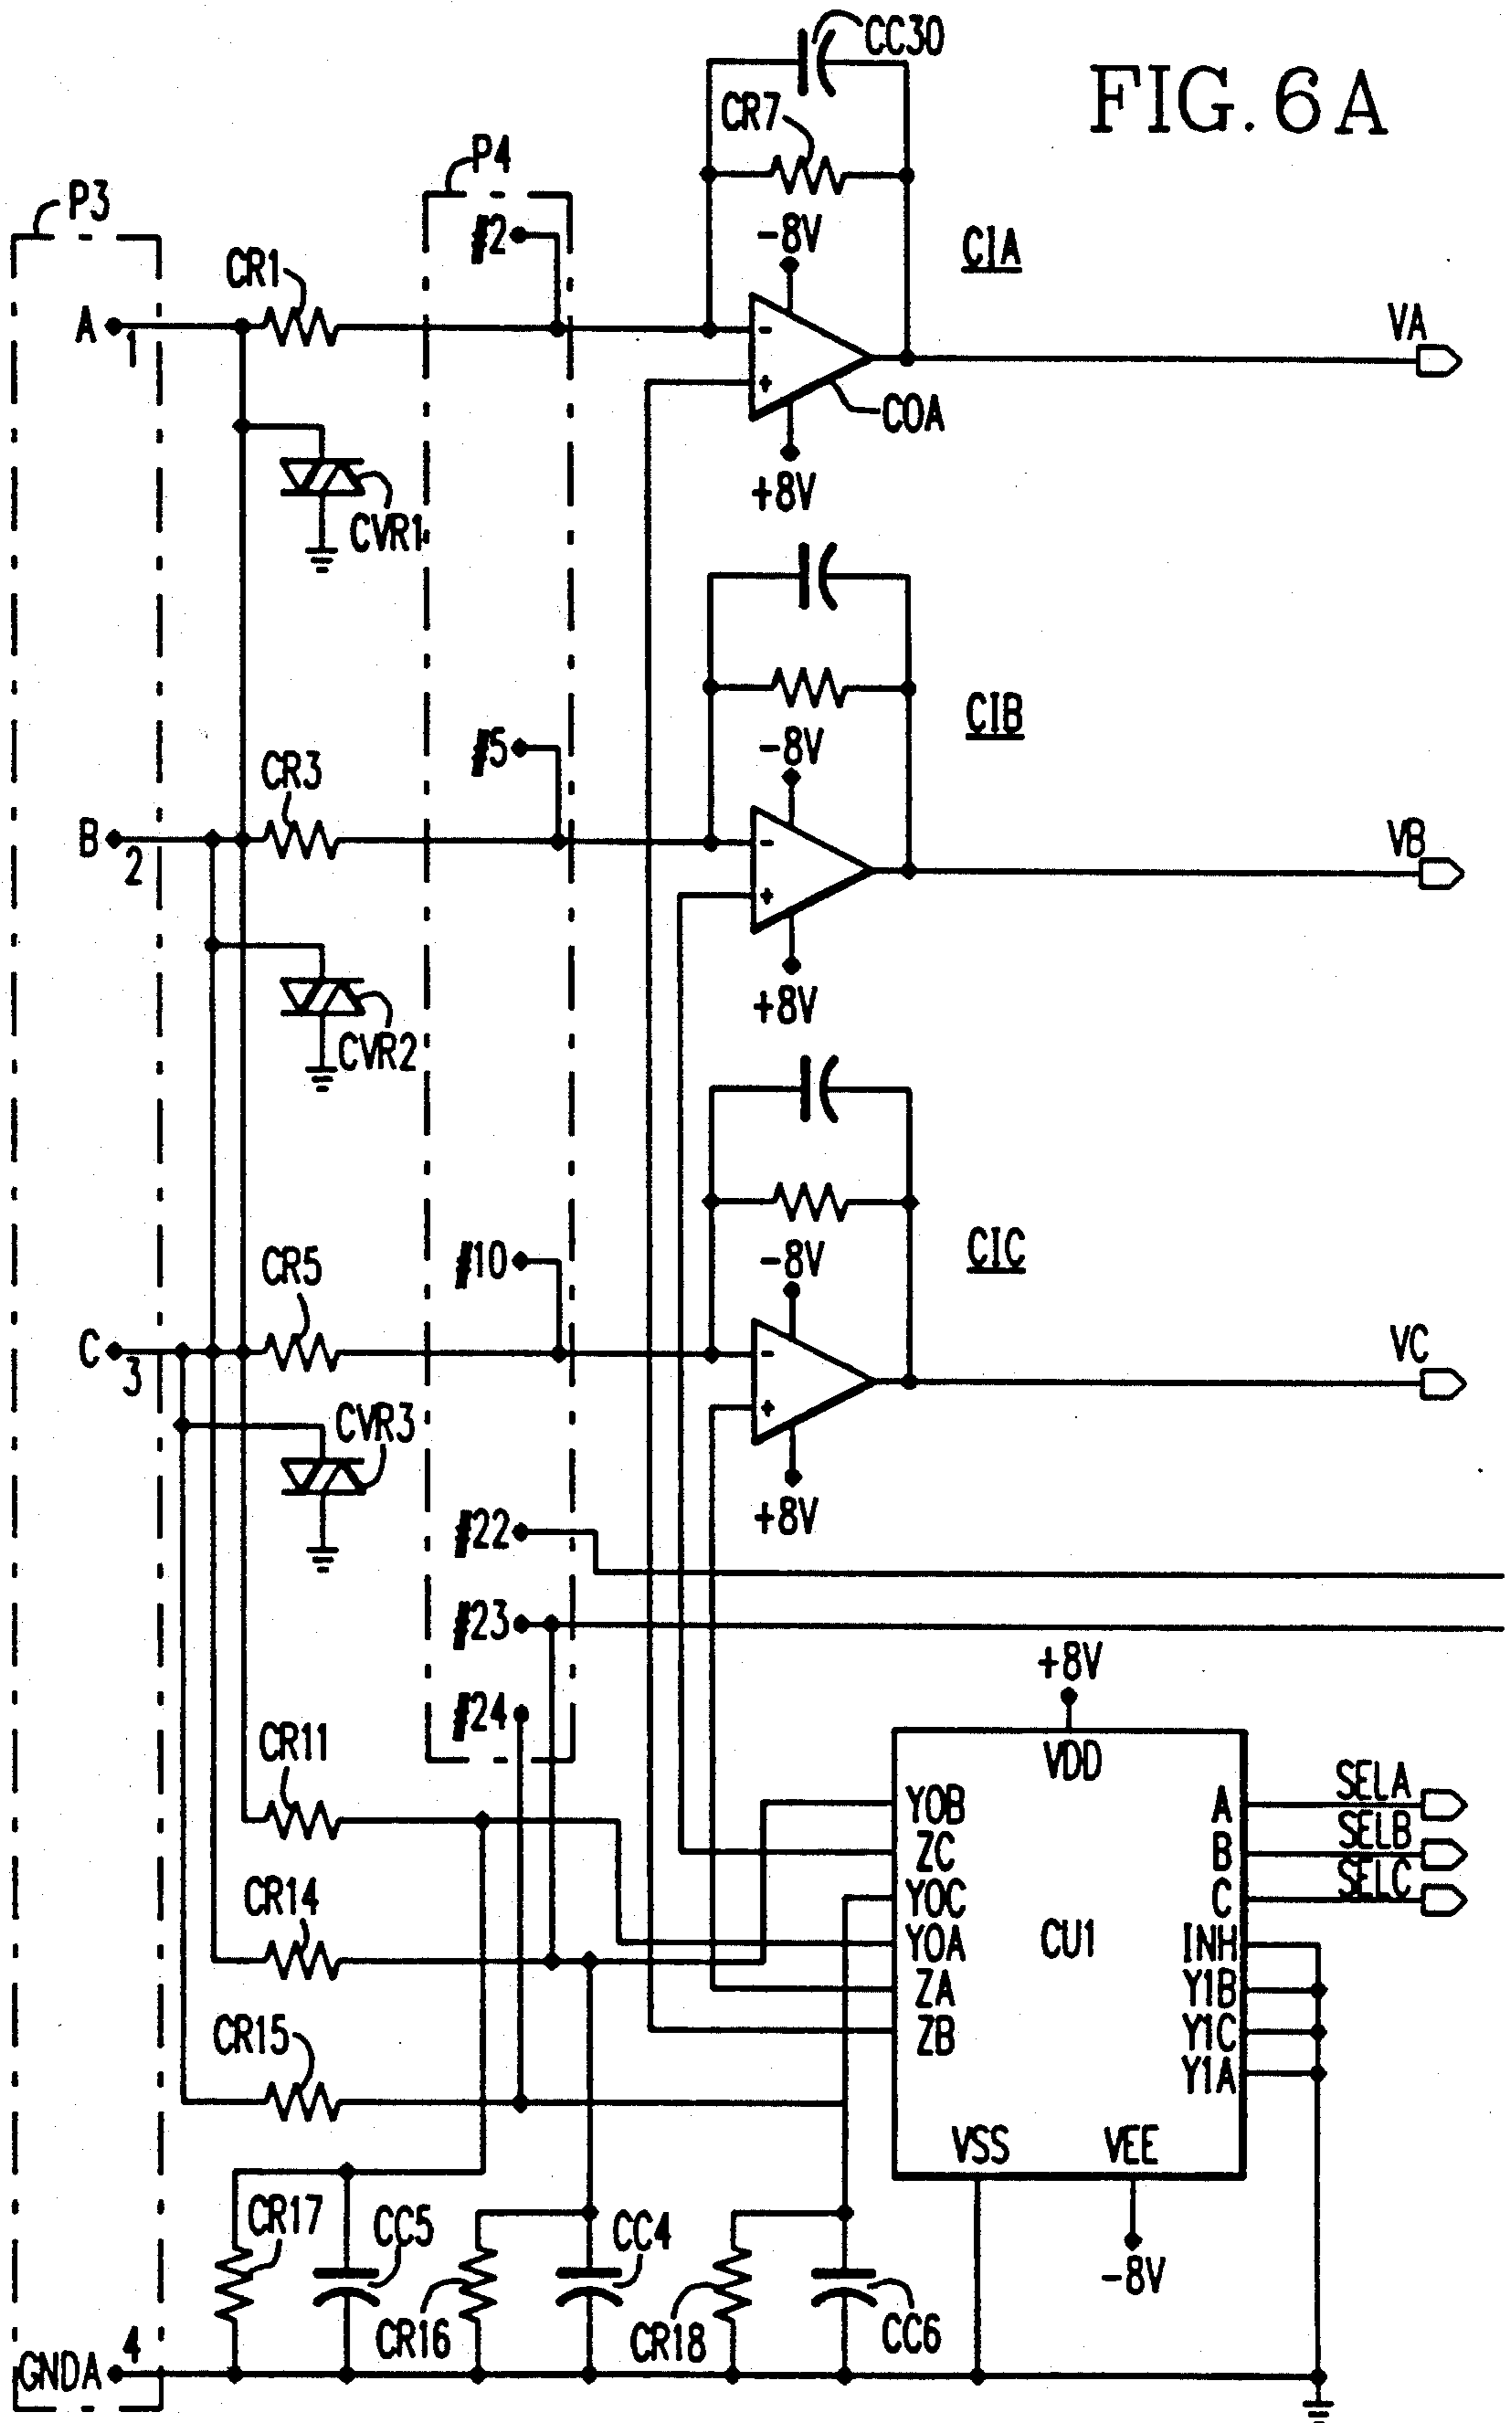 FIG. 6A
CC30
CR7
P4
P3
#2
-8V
CIA
CR1
A
1
VA
-
+
COA
+8V
CVR1
#5
-8V
CIB
CR3
B
2
VB
-
+
+8V
CVR2
#10
-8V
CIC
CR5
C
3
VC
-
+
CVR3
+8V
#22
#23
+8V
#24
CR11
VDD
SELA
Y0B
A
SELB
ZC
B
SELC
CR14
Y0C
C
Y0A
CU1
INH
ZA
Y1B
CR15
ZB
Y1C
Y1A
VSS
VEE
CR17
CC5
CC4
-8V
CR16
CR18
CC6
4
GNDA